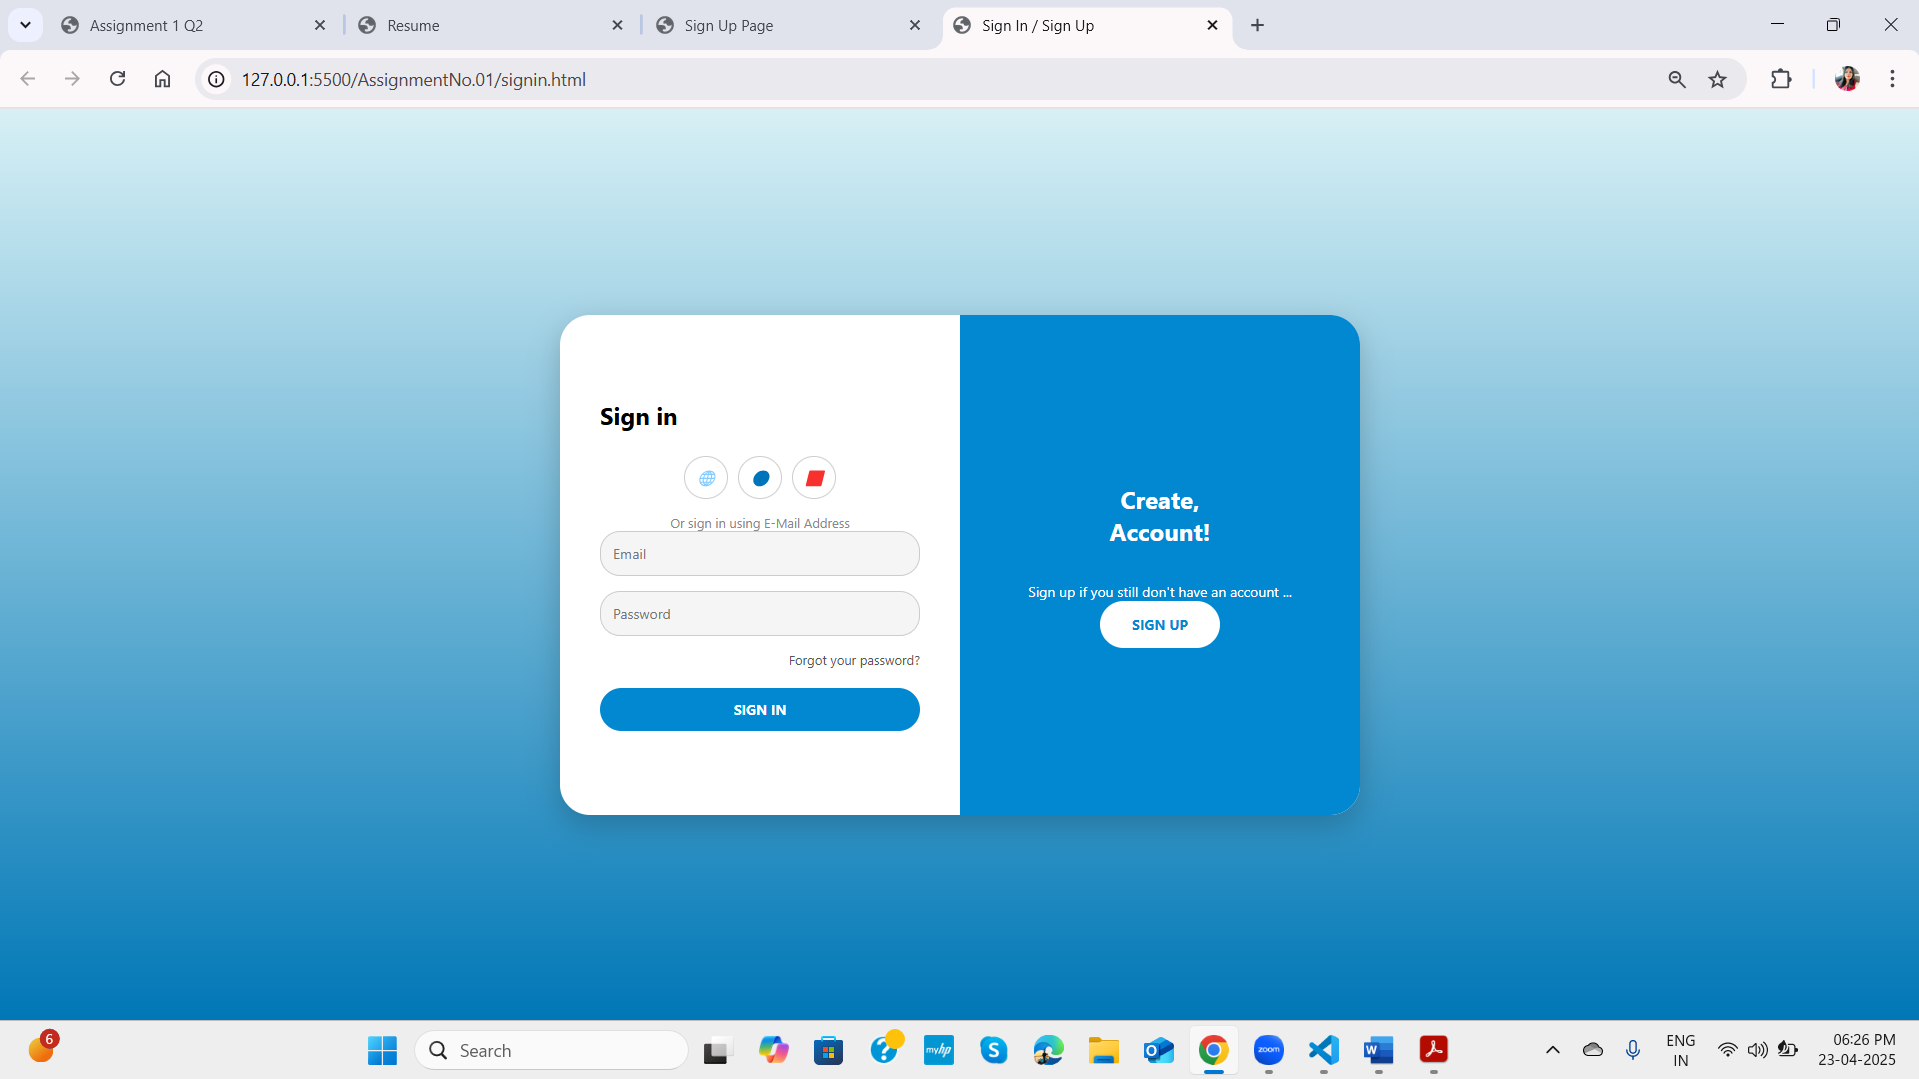 Assignment 1 Q2
Resume
Sign Up Page
Sign In / Sign Up
127.0.0.1:5500/AssignmentNo.01/signin.html
Sign in
Or sign in using E-Mail Address
Email
Password
Forgot your password?
SIGN IN
Create,
Account!
Sign up if you still don't have an account ...
SIGN UP
6
Search
myhp
S
O
zoom
W
ENG
IN
06:26 PM
23-04-2025